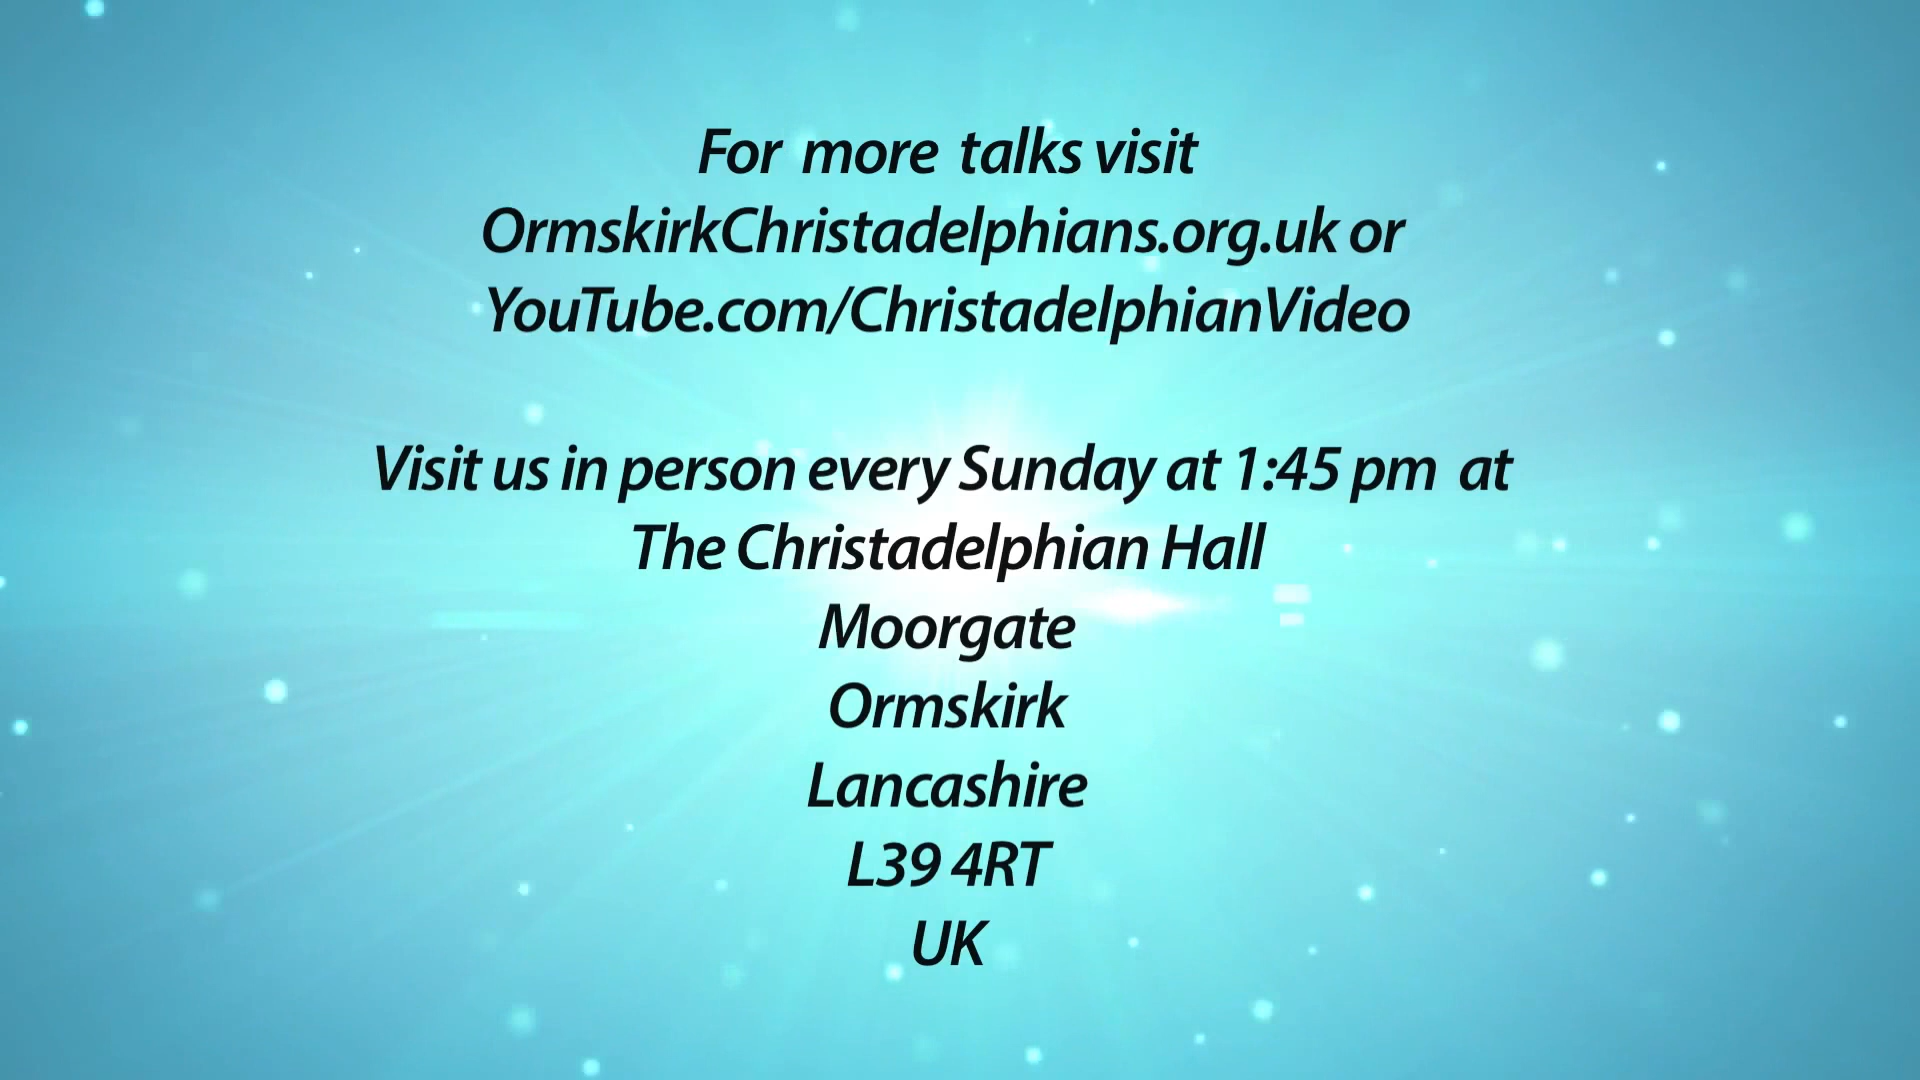 For more talks visit
OrmskirkChristadelphians.org.uk or
YouTube.com/ChristadelphianVideo
Visit us in person every Sunday at 1:45 pm at
The Christadelphian Hall
Moorgate
Ormskirk
Lancashire
L39 4RT
UK